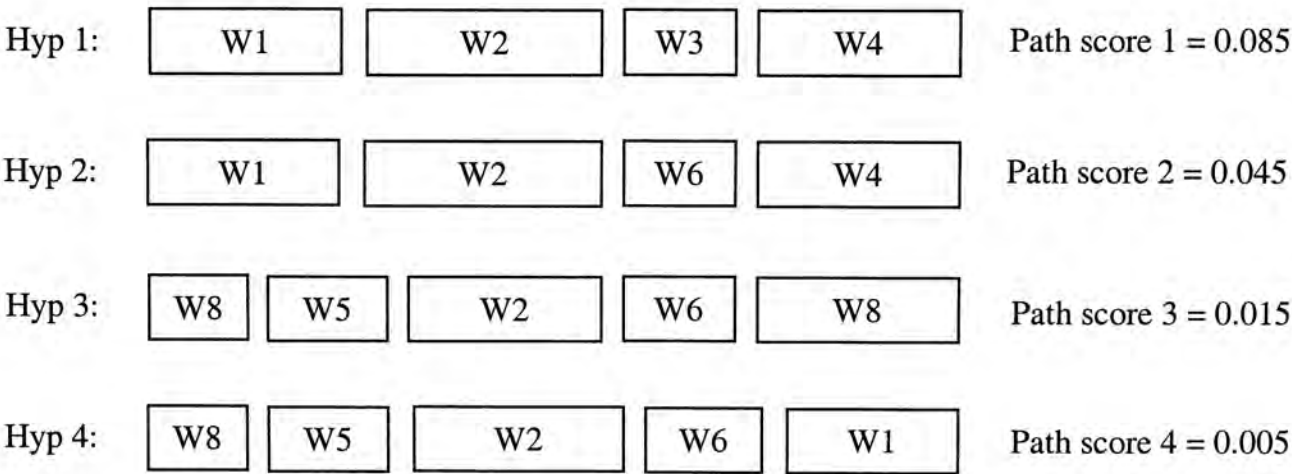 Hyp 1: W1 W2 W3 W4 Path score 1 = 0.085
Hyp 2: W1 W2 W6 W4 Path score 2 = 0.045
Hyp 3: W8 W5 W2 W6 W8 Path score 3 = 0.015
Hyp 4: W8 W5 W2 W6 W1 Path score 4 = 0.005